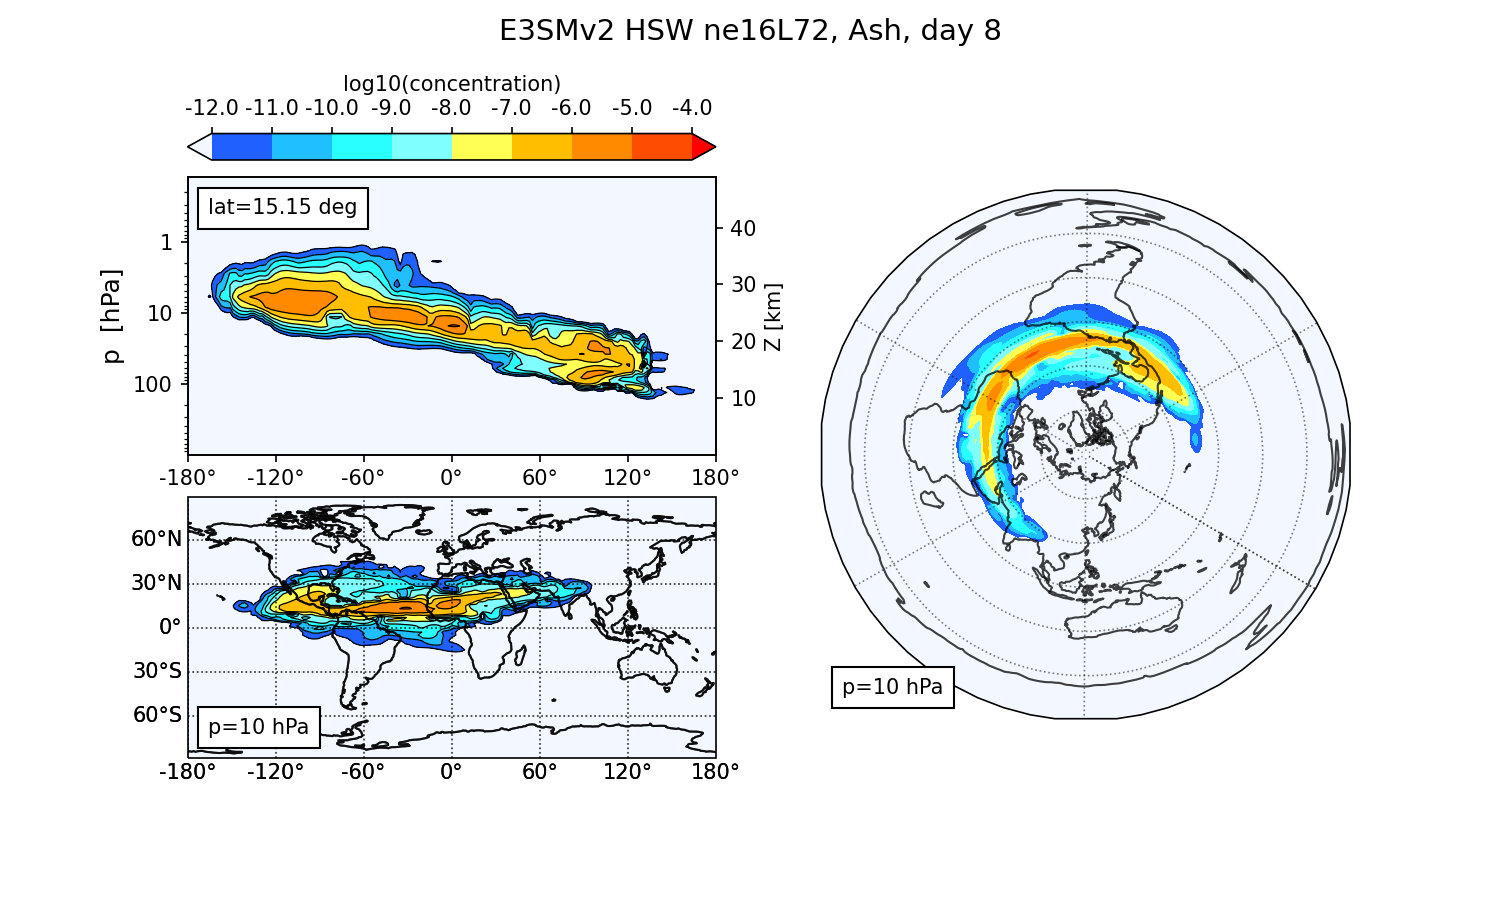 E3SMv2 HSW ne16L72, Ash, day 8
log10(concentration)
-12.0 -11.0 -10.0 -9.0 -8.0 -7.0 -6.0 -5.0 -4.0
lat=15.15 deg
p [hPa]
1
10
100
Z [km]
40
30
20
10
-180° -120° -60° 0° 60° 120° 180°
60°N
30°N
0°
30°S
60°S
p=10 hPa
-180° -120° -60° 0° 60° 120° 180°
p=10 hPa